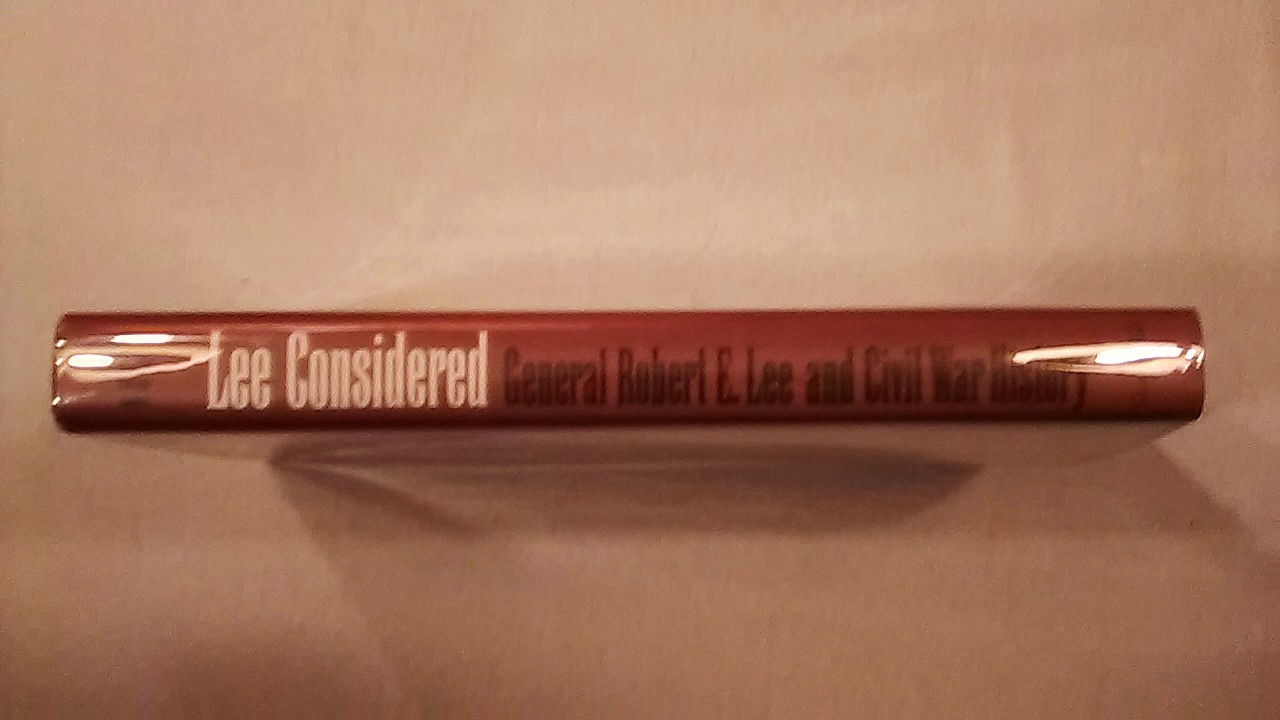 Lee Considered General Robert E. Lee and Civil War History